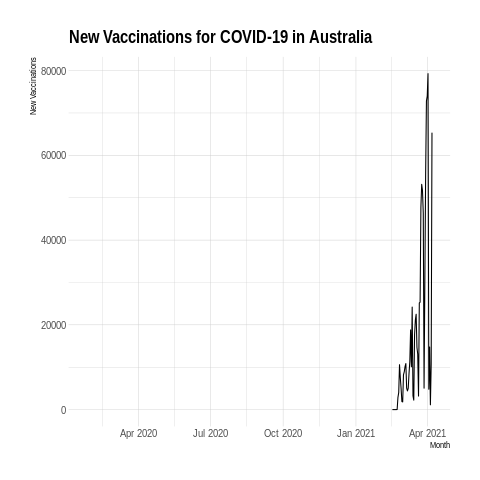 New Vaccinations for COVID-19 in Australia
New Vaccinations
80000
60000
40000
20000
0
Apr 2020
Jul 2020
Oct 2020
Jan 2021
Apr 2021
Month